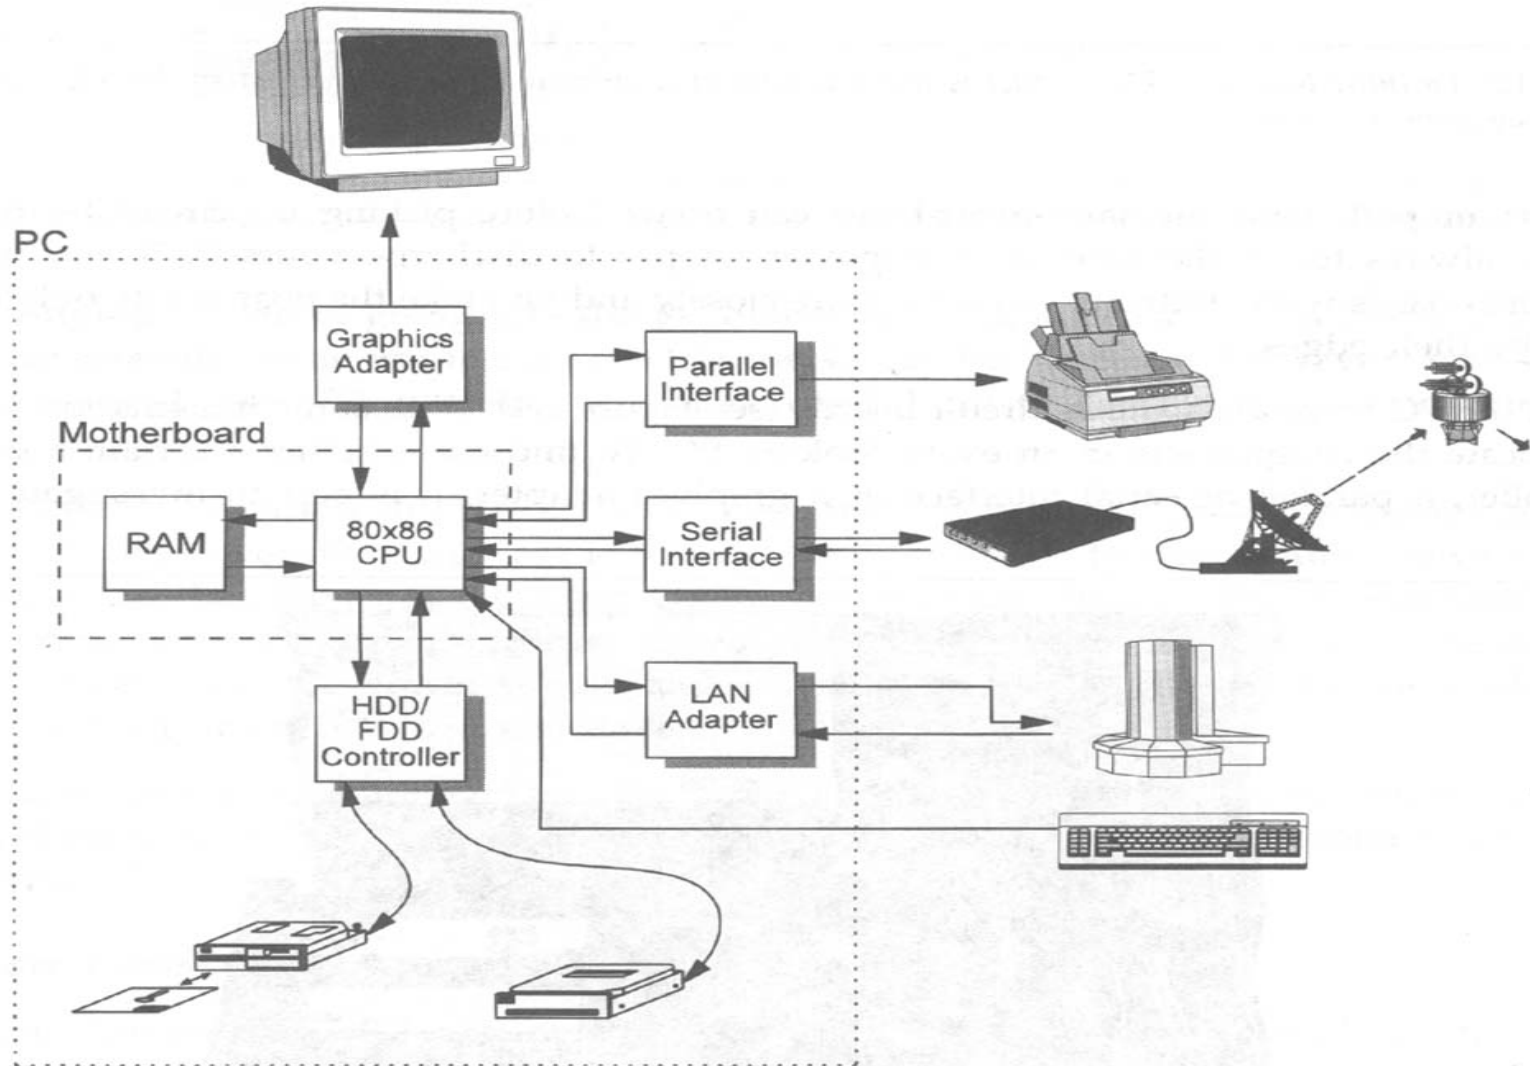 PC
Graphics
Adapter
Parallel
Interface
Motherboard
RAM
80x86
CPU
Serial
Interface
HDD/
FDD
Controller
LAN
Adapter